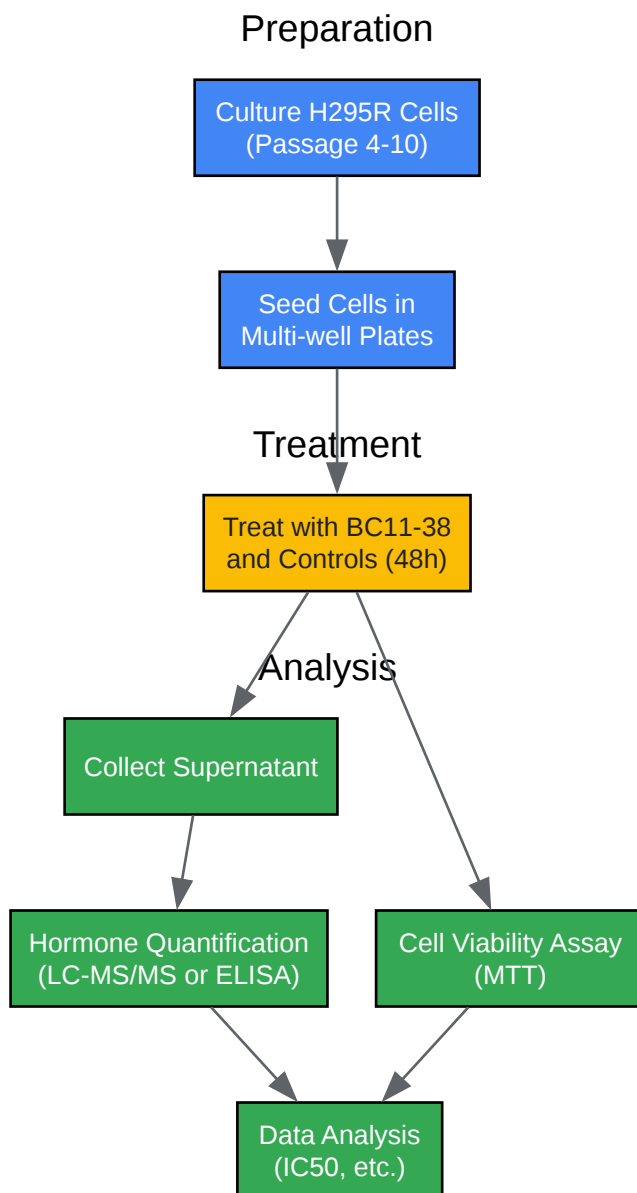 Preparation
Culture H295R Cells
(Passage 4-10)
Seed Cells in
Multi-well Plates
Treatment
Treat with BC11-38
and Controls (48h)
Analysis
Collect Supernatant
Hormone Quantification
(LC-MS/MS or ELISA)
Cell Viability Assay
(MTT)
Data Analysis
(IC50, etc.)